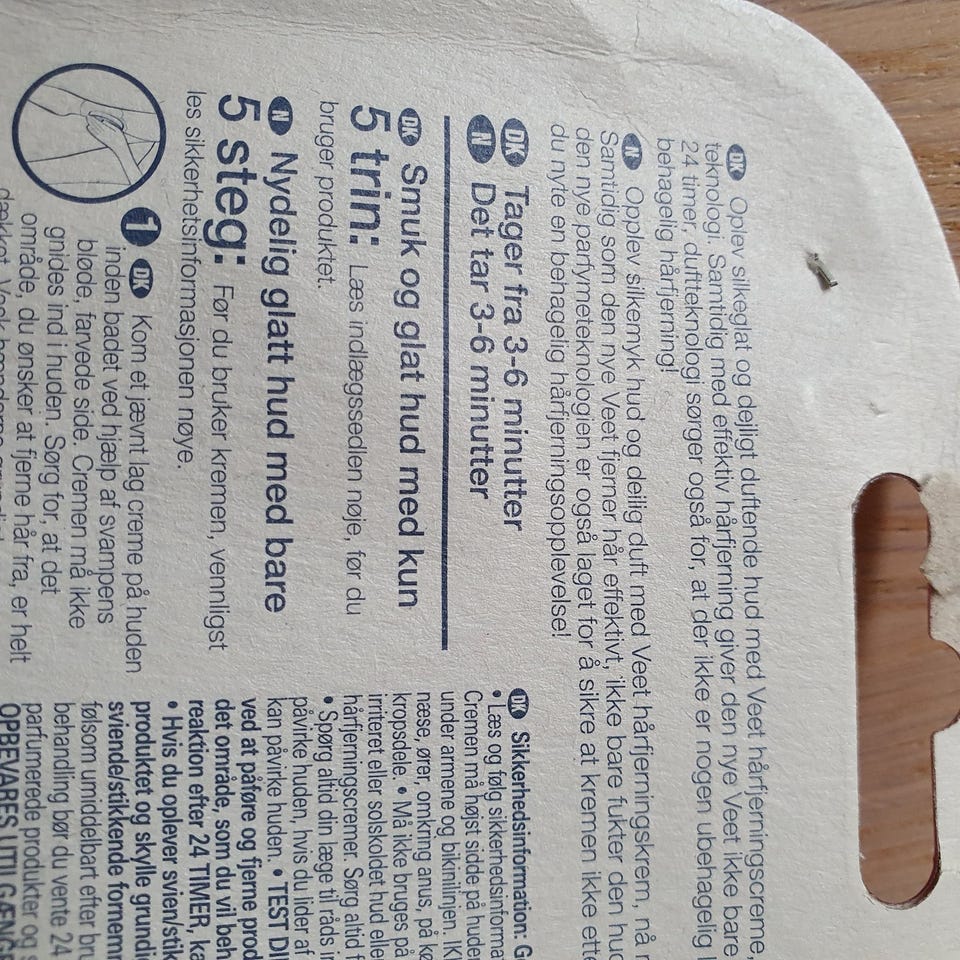 DK Oplev silkeglat og dejligt duftende hud med Veet hårfjerningscreme,
teknologi. Samtidig med effektiv hårfjerning giver den nye Veet ikke bare
24 timer, duftteknologi sørger også for, at der ikke er nogen ubehagelig
behagelig hårfjerning!
N Opplev silkemyk hud og deilig duft med Veet hårfjerningskrem, nå
Samtidig som den nye Veet fjerner hår effektivt, ikke bare fukter den hud
den nye parfymeteknologien er også laget for å sikre at kremen ikke ette
du nyte en behagelig hårfjerningsopplevelse!
DK Tager fra 3-6 minutter
N Det tar 3-6 minutter
DK Smuk og glat hud med kun
5 trin: Læs indlægssedlen nøje, før du
bruger produktet.
N Nydelig glatt hud med bare
5 steg: Før du bruker kremen, vennligst
les sikkerhetsinformasjonen nøye.
1 DK Kom et jævnt lag creme på huden
inden badet ved hjælp af svampens
bløde, farvede side. Cremen må ikke
gnides ind i huden. Sørg for, at det
område, du ønsker at fjerne hår fra, er helt
dækket
DK Sikkerhedsinformation: G
• Læs og følg sikkerhedsinformat
Cremen må højst sidde på huden
under armene og bikinilinjen. IK
næse, ører, omkring anus, på kø
kropsdele. • Må ikke bruges på
irriteret eller solskoldet hud elle
hårfjerningscremer. Sørg altid f
• Spørg altid din læge til råds i
påvirke huden, hvis du lider af
kan påvirke huden. • TEST DI
ved at påføre og fjerne prod
det område, som du vil beh
reaktion efter 24 TIMER, ka
• Hvis du oplever svien/stik
produktet og skylle grundi
sviende/stikkende fornemm
følsom umiddelbart efter bru
behandling bør du vente 24
parfumerede produkter og s
OPBEVARES UTILGÆNGE